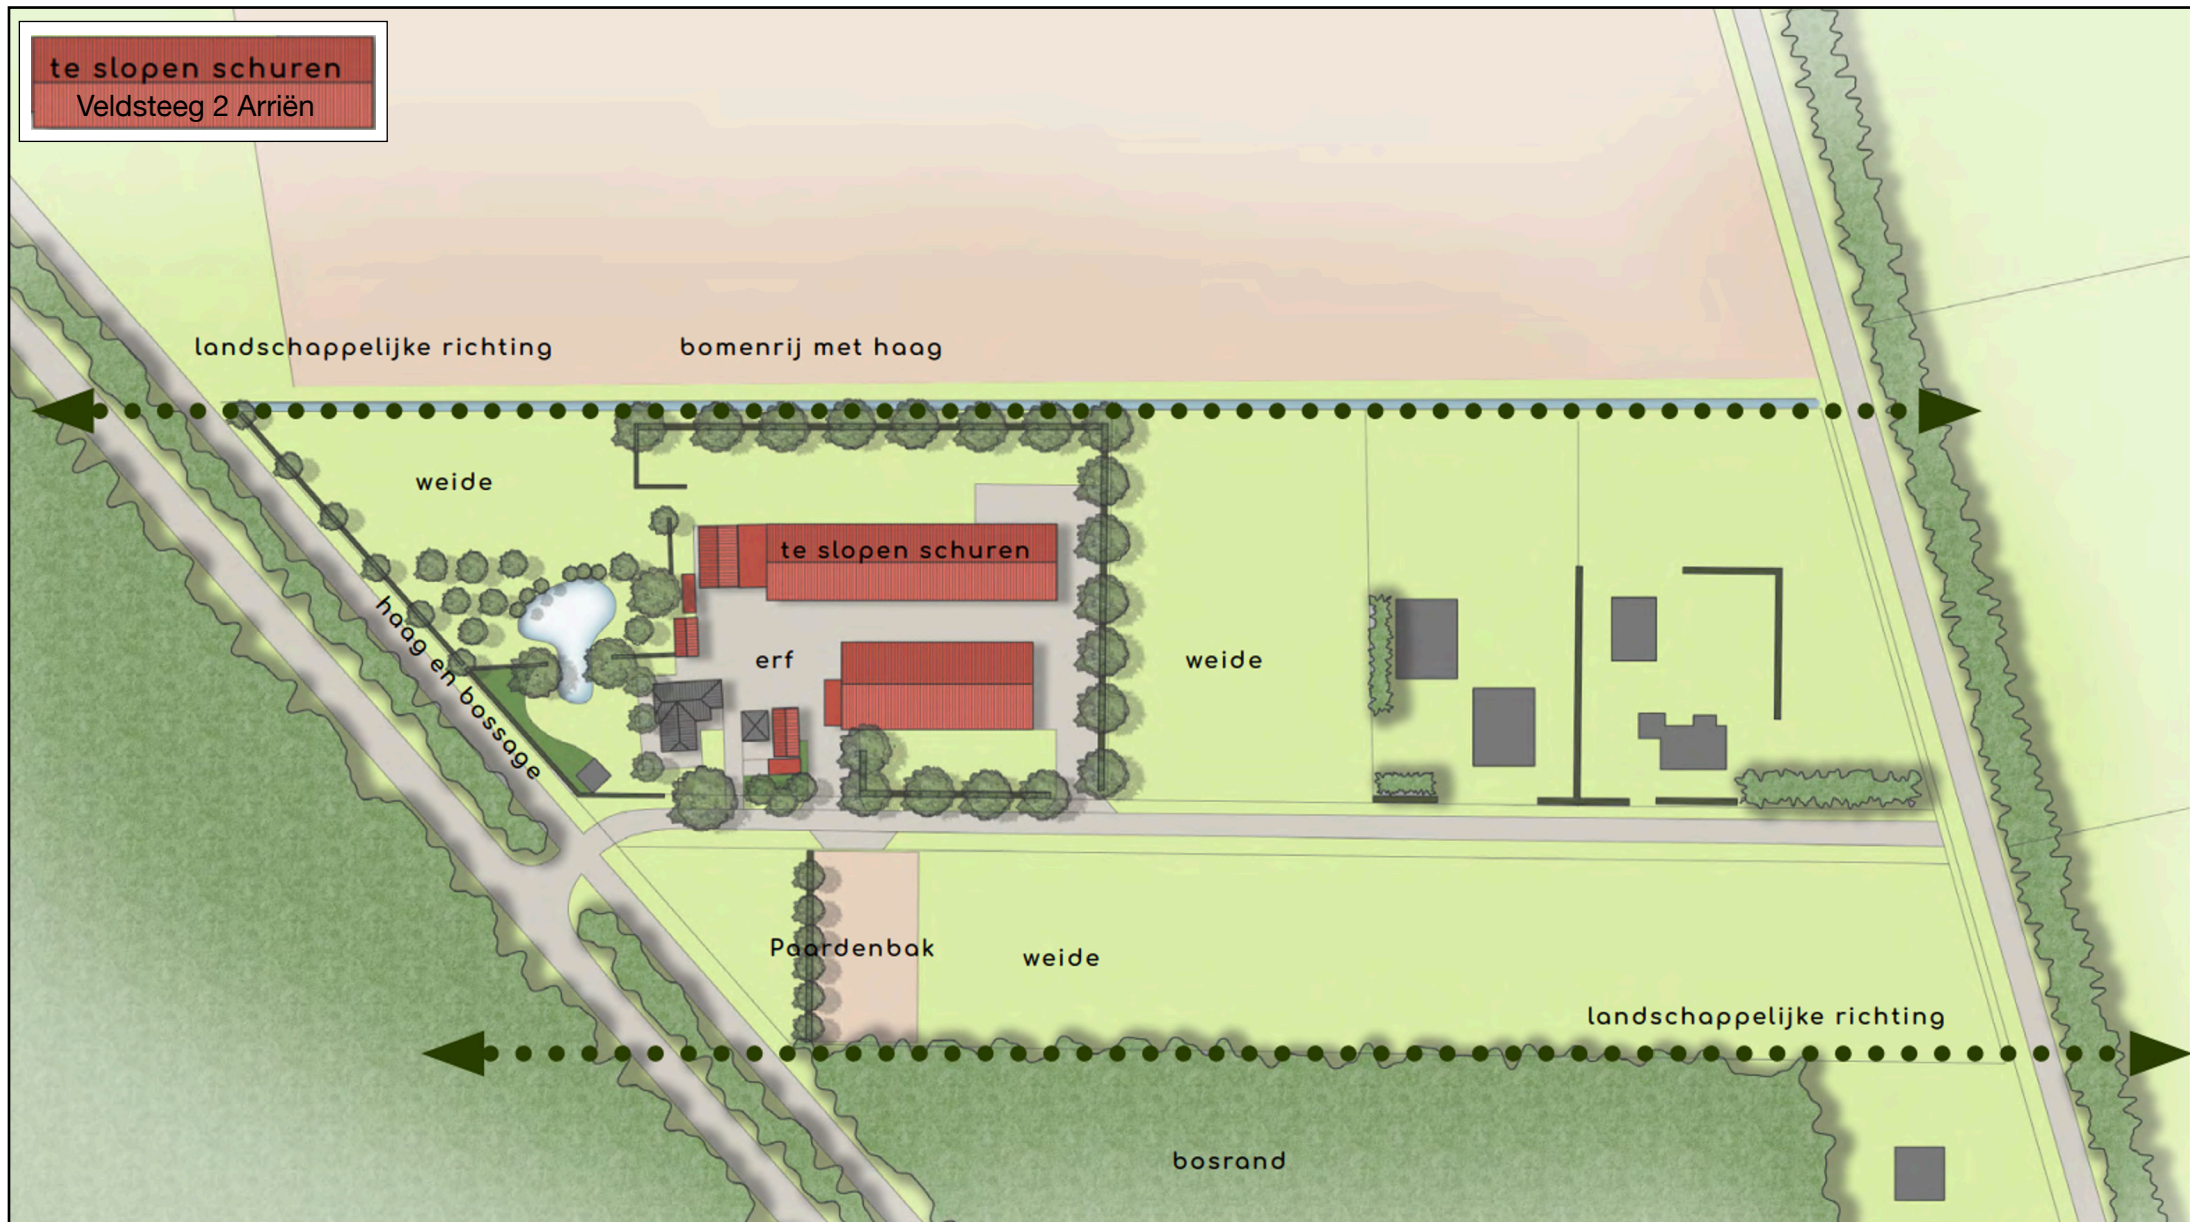 te slopen schuren
Veldsteeg 2 Arriën
landschappelijke richting
bomenrij met haag
weide
te slopen schuren
haag en bossage
erf
weide
Paardenbak
weide
landschappelijke richting
bosrand